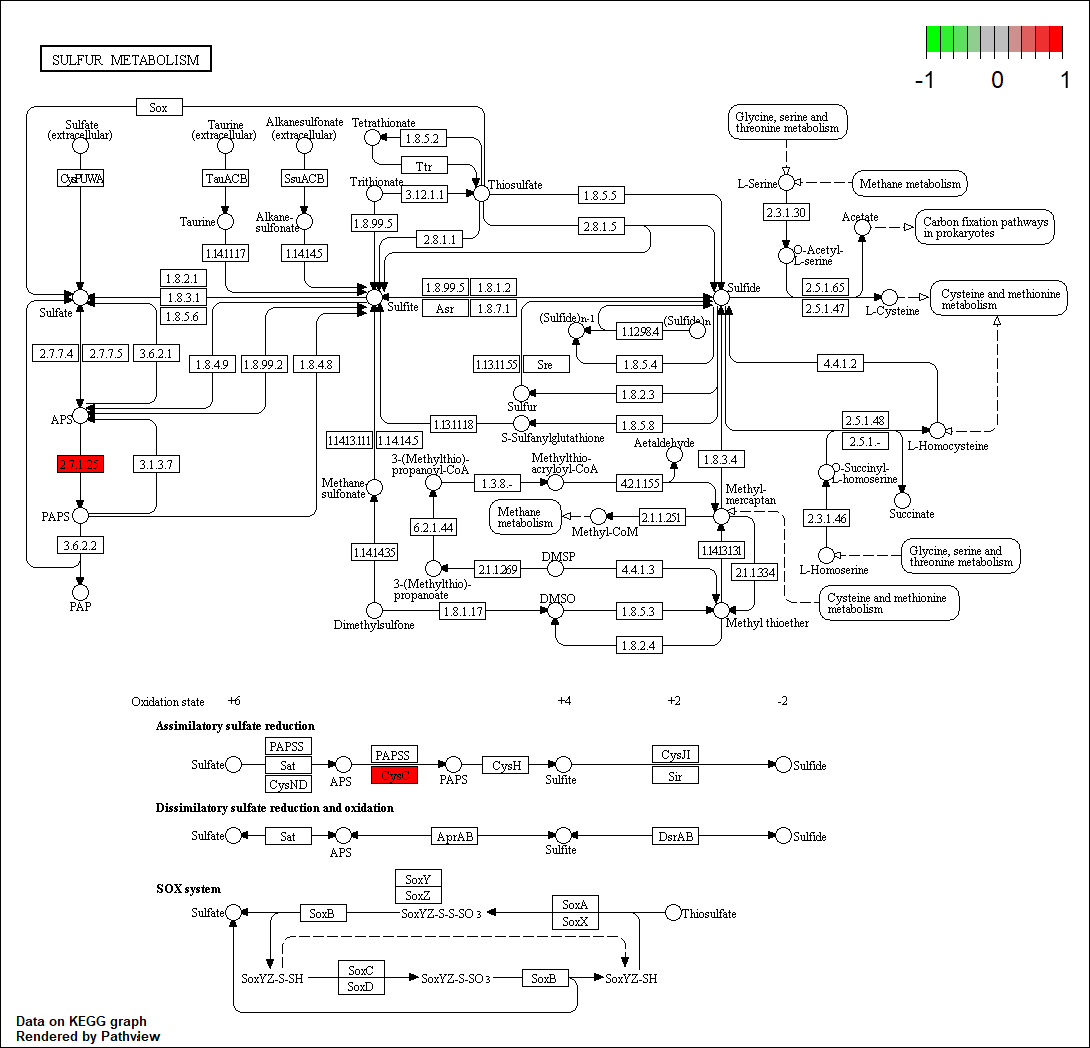 SULFUR METABOLISM
-1 0 1
Sox
Sulfate
(extracellular)
Taurine
(extracellular)
Alkanesulfonate
(extracellular)
Tetrathionate
1.8.5.2
Ttr
Trithionate
3.12.1.1
Thiosulfate
1.8.5.5
1.8.99.5
2.8.1.1
2.8.1.5
CysPUWA
TauACB
SsuACB
Taurine
Alkane-
sulfonate
1.14.11.17
1.14.14.5
1.8.2.1
1.8.3.1
1.8.5.6
Sulfate
Sulfite
1.8.99.5
1.8.1.2
Asr
1.8.7.1
Sulfide
Glycine, serine and
threonine metabolism
L-Serine
Methane metabolism
2.3.1.30
Acetate
Carbon fixation pathways
in prokaryotes
O-Acetyl-
L-serine
2.5.1.65
2.5.1.47
L-Cysteine
Cysteine and methionine
metabolism
2.7.7.4
2.7.7.5
3.6.2.1
1.8.4.9
1.8.99.2
1.8.4.8
(Sulfide)n-1
1.12.98.4
(Sulfide)n
1.13.11.55
Sre
1.8.5.4
4.4.1.2
1.8.2.3
Sulfur
APS
1.13.11.18
1.8.5.8
S-Sulfanylglutathione
2.5.1.48
2.5.1.-
L-Homocysteine
2.7.1.25
3.1.3.7
1.14.13.111
1.14.14.5
3-(Methylthio)-
propanoyl-CoA
Methylthio-
acryloyl-CoA
Aetaldehyde
1.8.3.4
O-Succinyl-
L-homoserine
Methane
sulfonate
1.3.8.-
4.2.1.155
Methyl-
mercaptan
Succinate
PAPS
Methane
metabolism
Methyl-CoM
2.1.1.251
2.3.1.46
6.2.1.44
3.6.2.2
1.14.14.35
1.14.13.131
L-Homoserine
Glycine, serine and
threonine metabolism
DMSP
2.1.1.269
4.4.1.3
2.1.1.334
3-(Methylthio)-
propanoate
PAP
DMSO
Cysteine and methionine
metabolism
1.8.1.17
1.8.5.3
Dimethylsulfone
Methyl thioether
1.8.2.4
Oxidation state +6 +4 +2 -2
Assimilatory sulfate reduction
PAPSS
Sat
CysND
PAPSS
CysC
CysH
CysJI
Sir
Sulfate
APS
PAPS
Sulfite
Sulfide
Dissimilatory sulfate reduction and oxidation
Sulfate
Sat
APS
AprAB
Sulfite
DsrAB
Sulfide
SOX system
SoxY
SoxZ
Sulfate
SoxB
SoxYZ-S-S-SO 3
SoxA
SoxX
Thiosulfate
SoxYZ-S-SH
SoxC
SoxD
SoxYZ-S-SO 3
SoxB
SoxYZ-SH
Data on KEGG graph
Rendered by Pathview